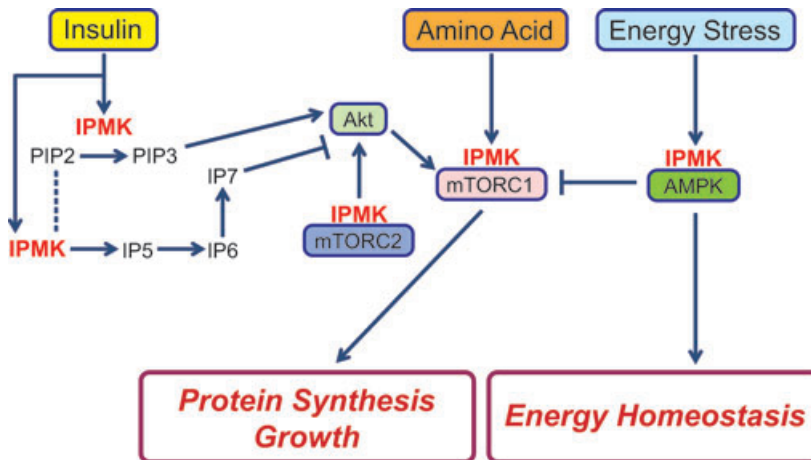 Insulin
Amino Acid
Energy Stress
IPMK
Akt
PIP2
PIP3
IPMK
mTORC1
IPMK
AMPK
IP7
IPMK
mTORC2
IPMK
IP5
IP6
Protein Synthesis
Growth
Energy Homeostasis